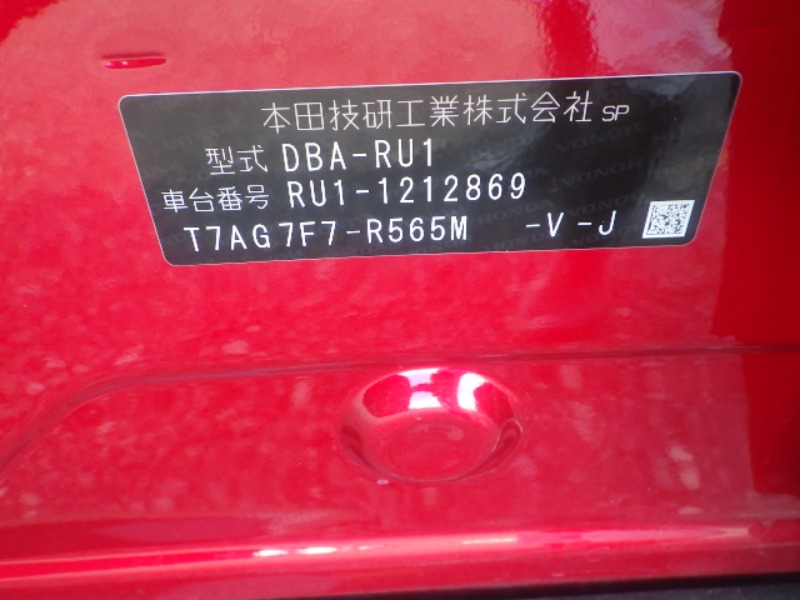 本田技研工業株式会社 SP
型式 DBA-RU1
車台番号 RU1-1212869
T7AG7F7-R565M -V-J